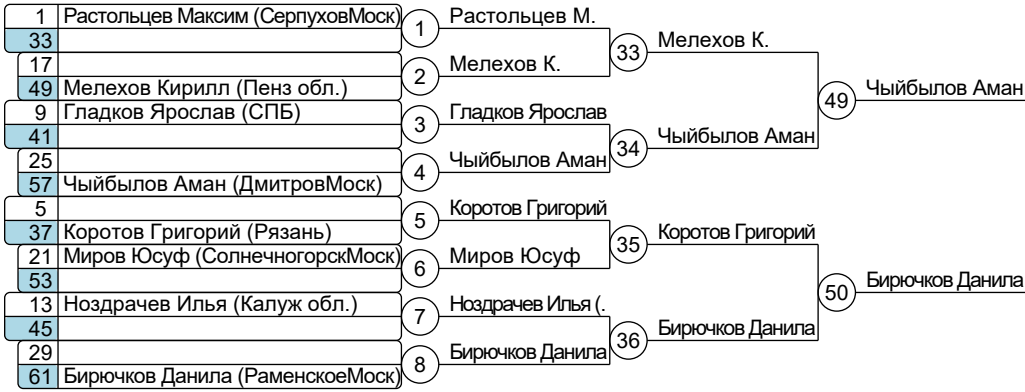 1 Растольцев Максим (СерпуховМоск)
33
17
49 Мелехов Кирилл (Пенз обл.)
9 Гладков Ярослав (СПБ)
41
25
57 Чыйбылов Аман (ДмитровМоск)
5
37 Коротов Григорий (Рязань)
21 Миров Юсуф (СолнечногорскМоск)
53
13 Ноздрачев Илья (Калуж обл.)
45
29
61 Бирючков Данила (РаменскоеМоск)
1 Растольцев М.
2 Мелехов К.
3 Гладков Ярослав
4 Чыйбылов Аман
5 Коротов Григорий
6 Миров Юсуф
7 Ноздрачев Илья (.
8 Бирючков Данила
33 Мелехов К.
34 Чыйбылов Аман
35 Коротов Григорий
36 Бирючков Данила
49 Чыйбылов Аман
50 Бирючков Данила